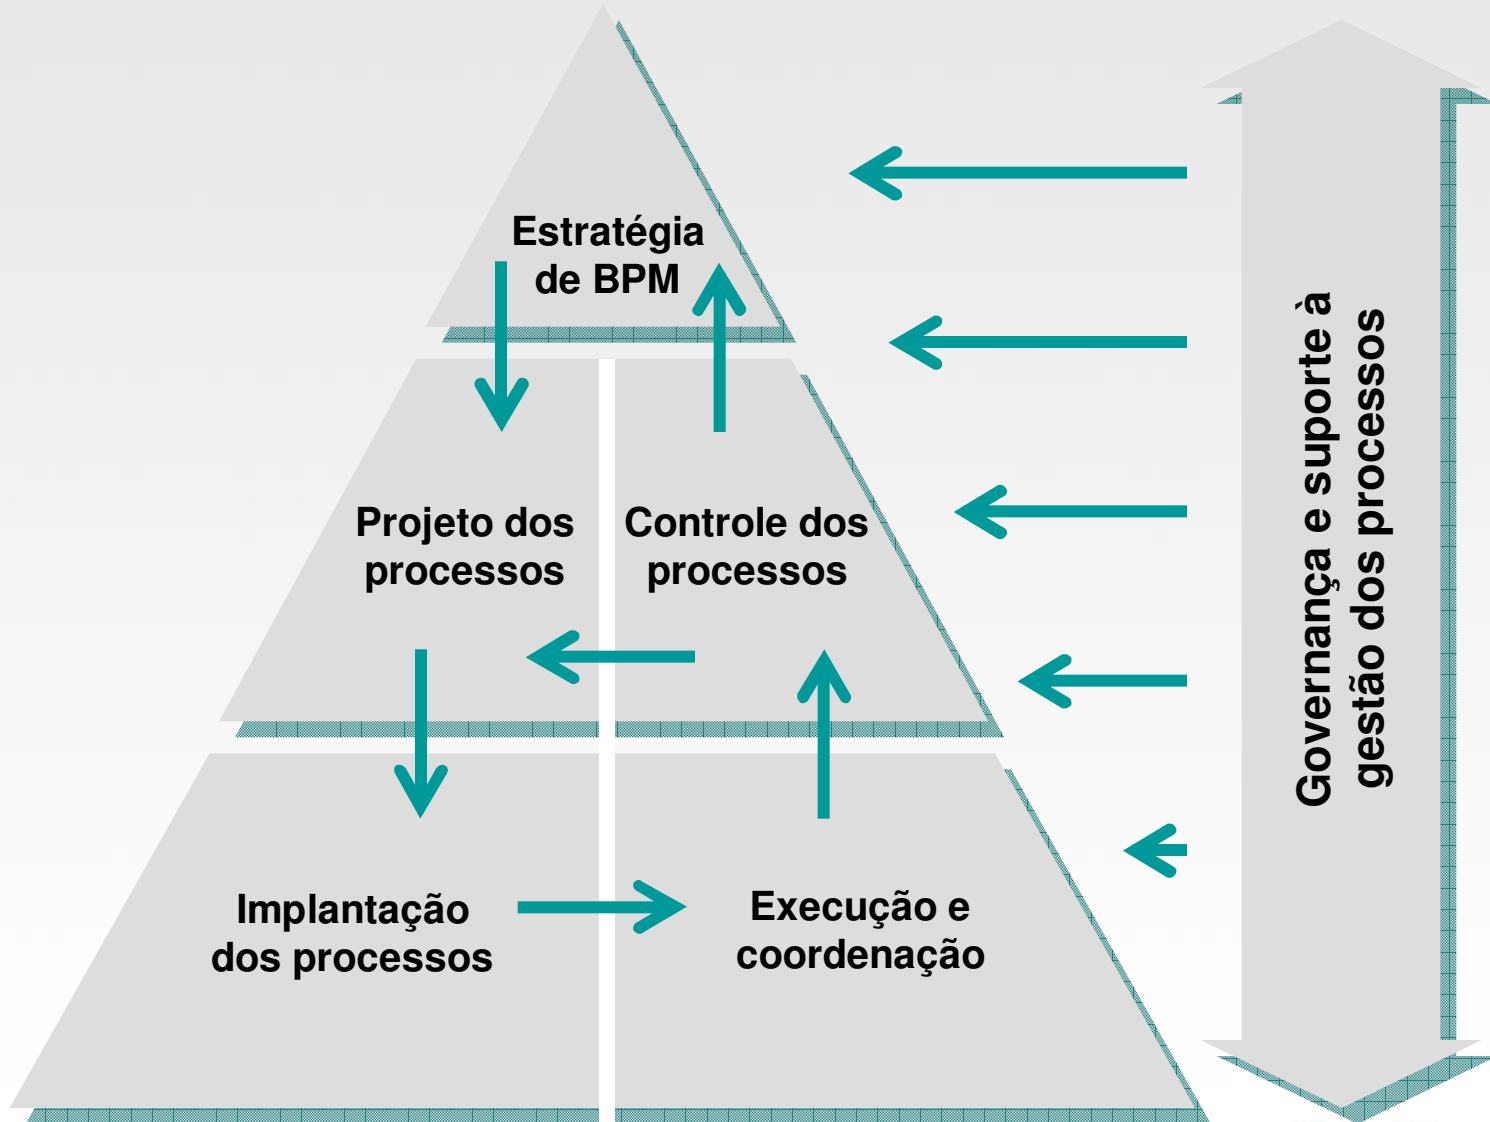 Estratégia
de BPM
Projeto dos
processos
Controle dos
processos
Implantação
dos processos
Execução e
coordenação
Governança e suporte à
gestão dos processos